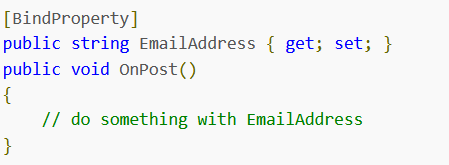 [BindProperty]
public string EmailAddress { get; set; }
public void OnPost()
{
    // do something with EmailAddress
}